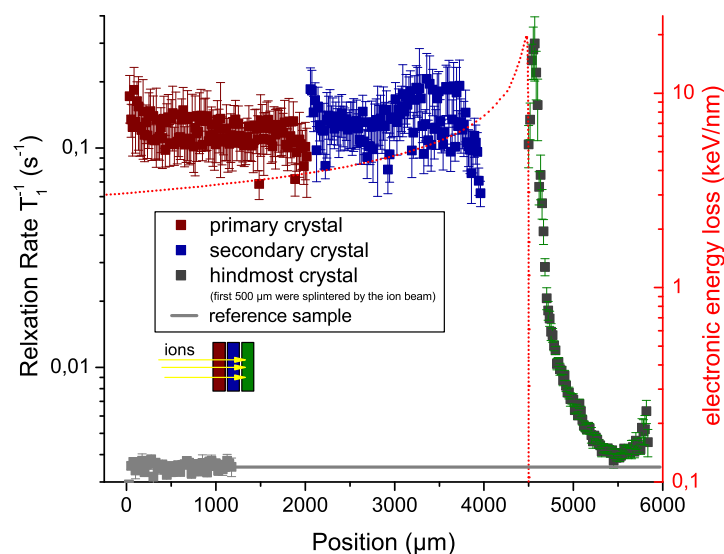 Relxation Rate T₁⁻¹ (s⁻¹)
0,1
0,01
primary crystal
secondary crystal
hindmost crystal
(first 500 µm were splintered by the ion beam)
reference sample
ions
10
1
0,1
electronic energy loss (keV/nm)
0 1000 2000 3000 4000 5000 6000
Position (µm)